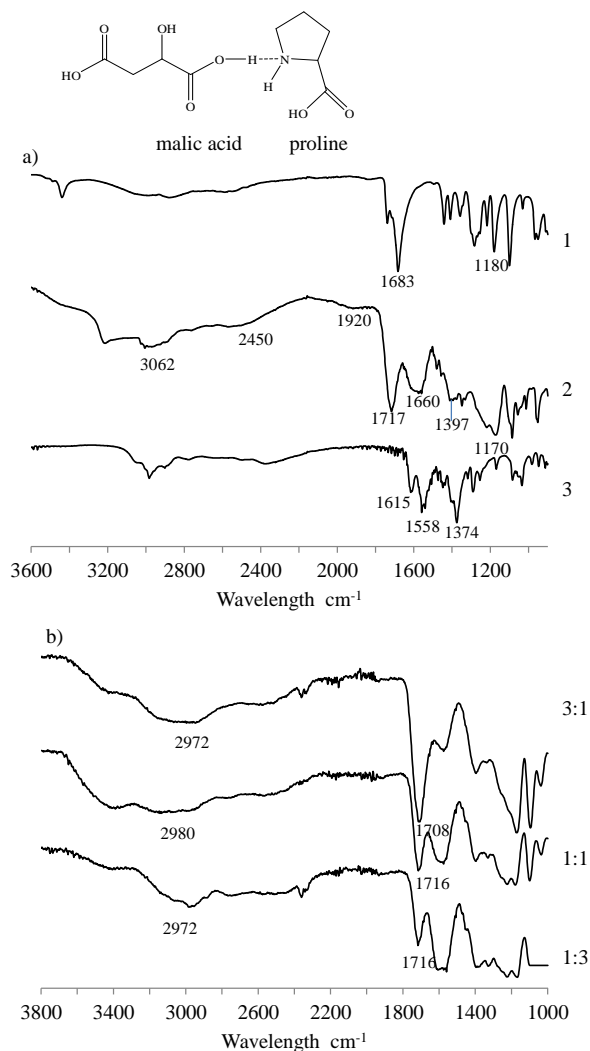 O
OH
HO
O
O
H
N
H
HO
O
malic acid proline
a)
1
1180
1683
1920
2450
3062
2
1660
1717
1397
1170
3
1615
1558
1374
3600 3200 2800 2400 2000 1600 1200
Wavelength cm-1
b)
3:1
2972
1708
2980
1:1
1716
2972
1716
1:3
3800 3400 3000 2600 2200 1800 1400 1000
Wavelength cm-1